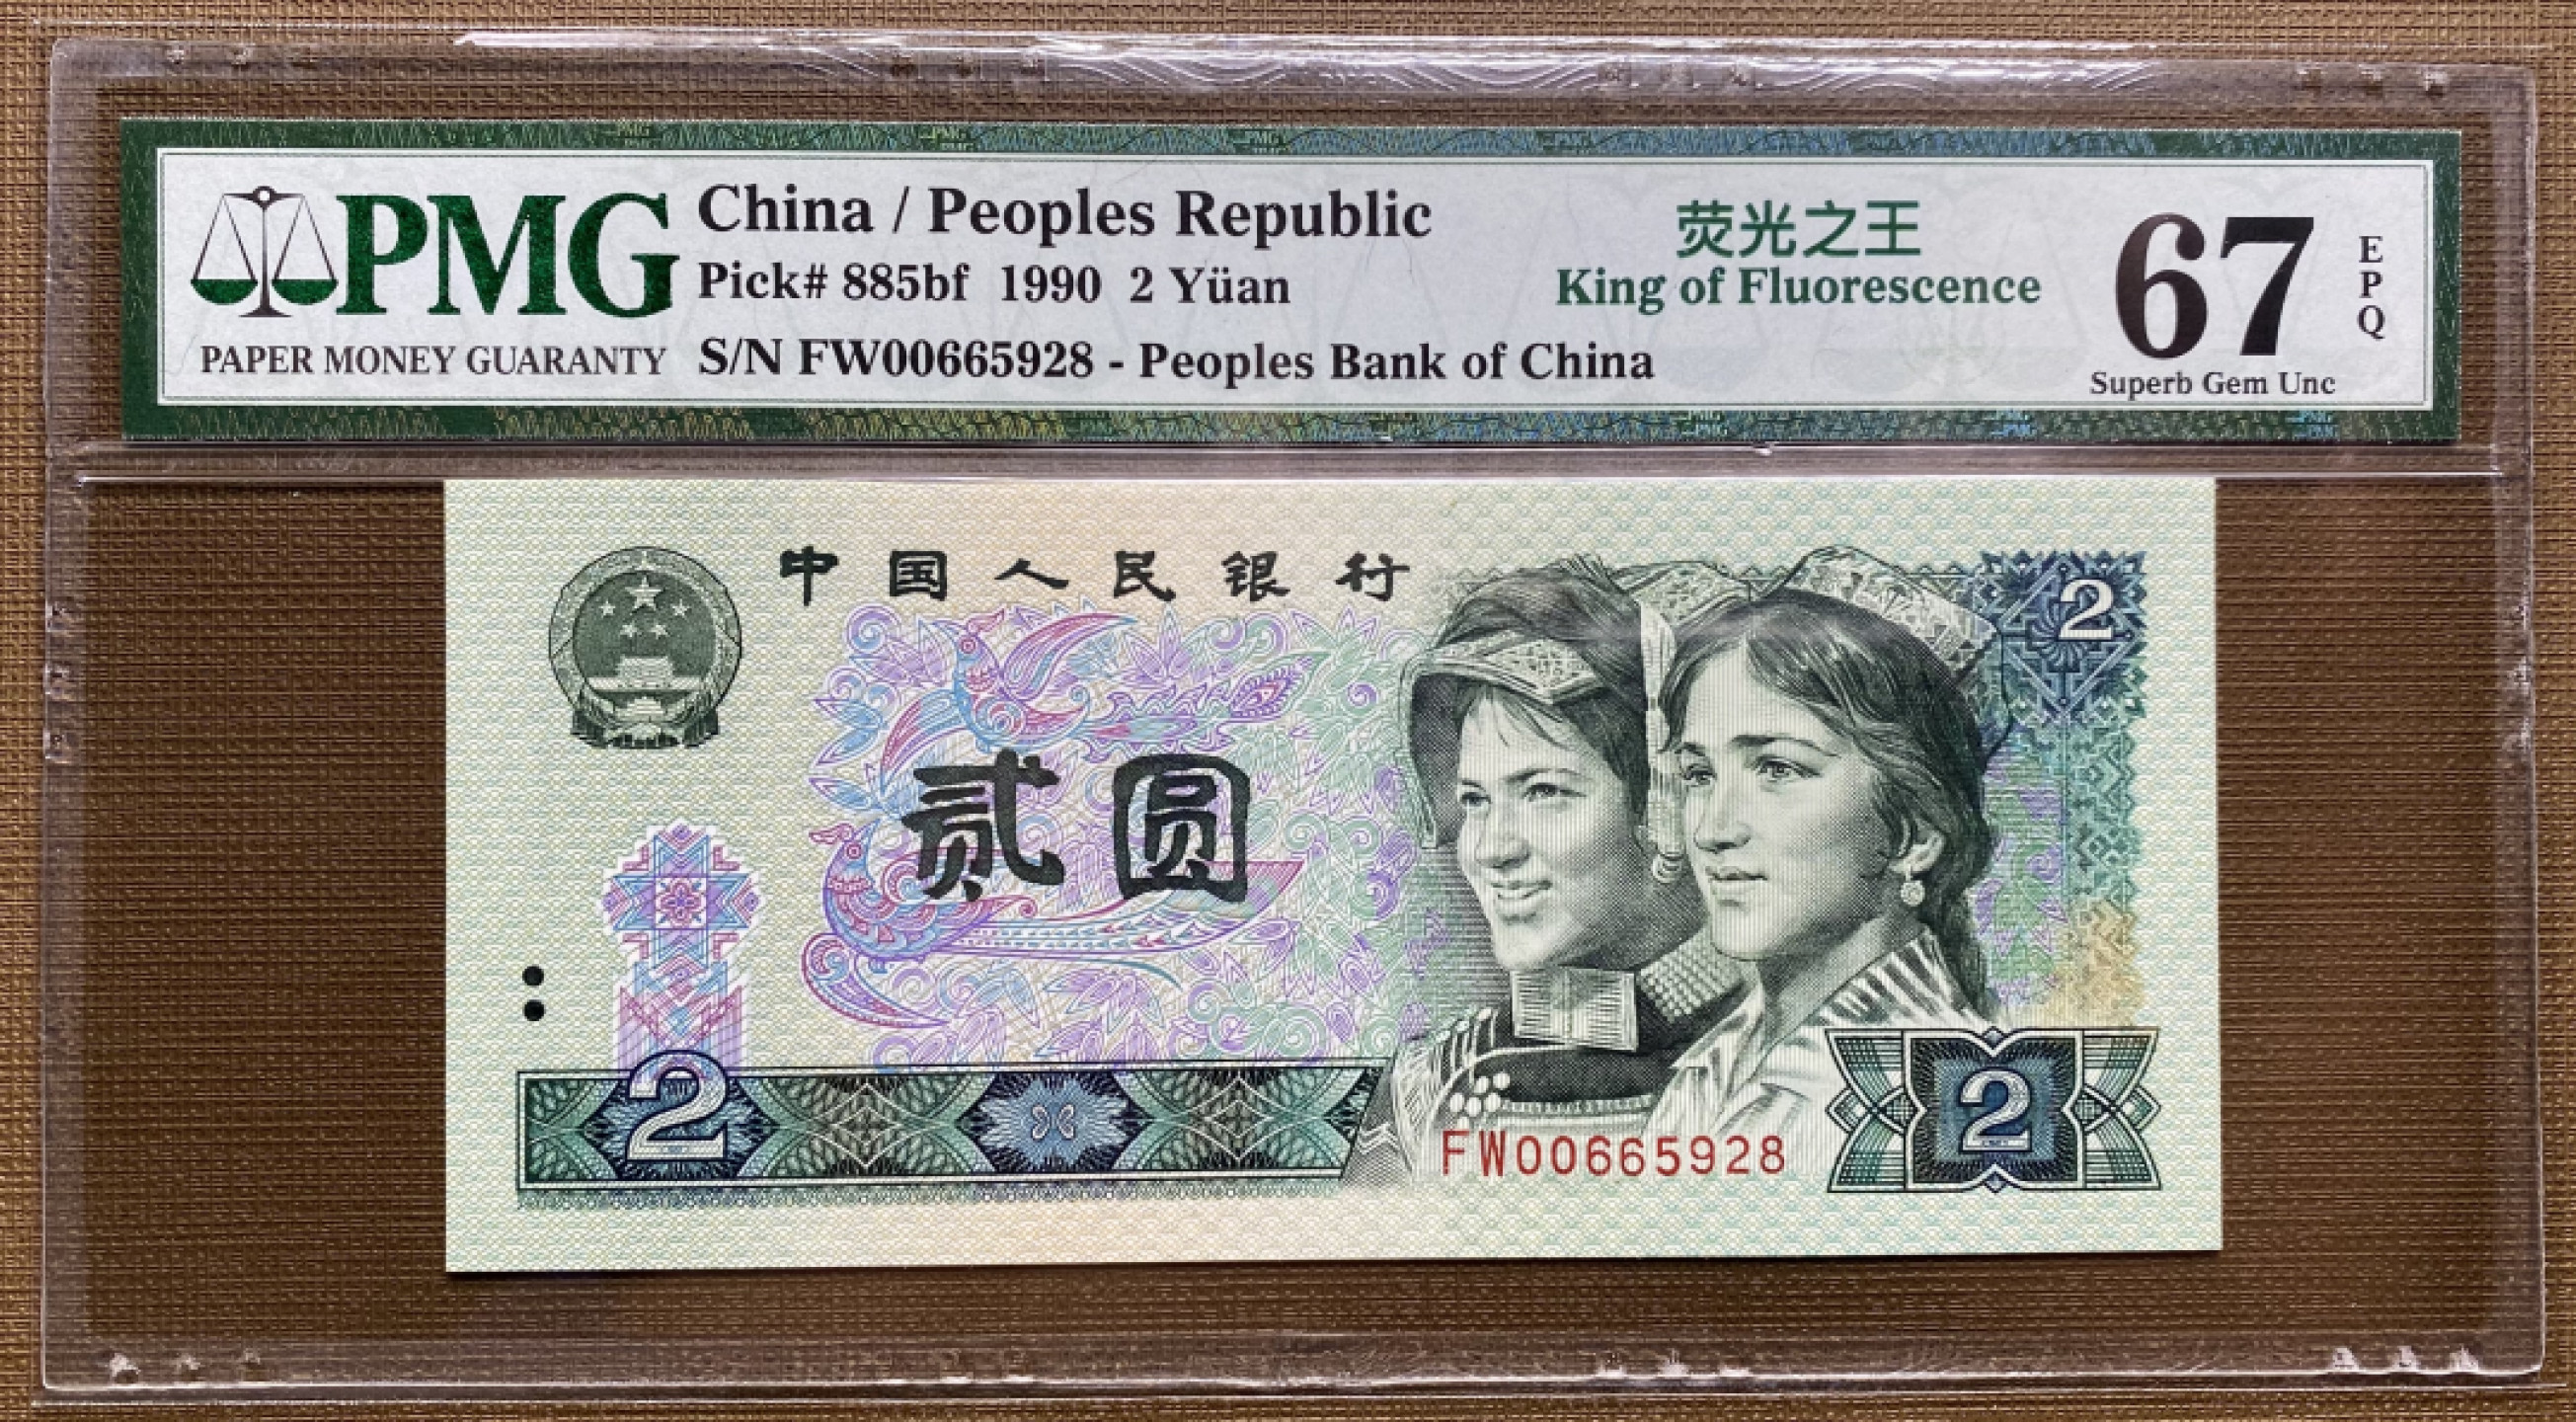 PMG
PAPER MONEY GUARANTY
China / Peoples Republic
Pick# 885bf 1990 2 Yüan
S/N FW00665928 - Peoples Bank of China
荧光之王
King of Fluorescence
67
EPQ
Superb Gem Unc
中国人民银行
2
贰圆
2
FW00665928
2